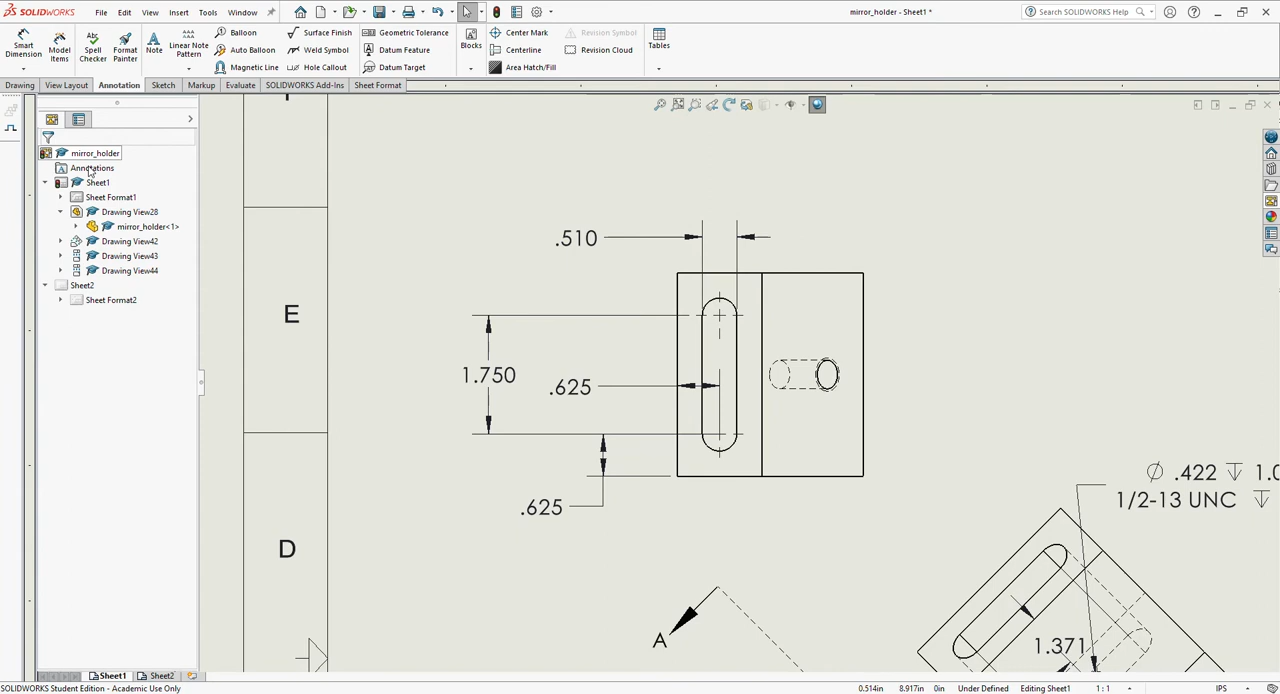 SOLIDWORKS File Edit View Insert Tools Window mirror_holder - Sheet1 * Search SOLIDWORKS Help
Smart Dimension
Model Items
Spell Checker
Format Painter
Note
Linear Note Pattern
Balloon
Auto Balloon
Magnetic Line
Surface Finish
Weld Symbol
Hole Callout
Geometric Tolerance
Datum Feature
Datum Target
Blocks
Center Mark
Centerline
Area Hatch/Fill
Revision Symbol
Revision Cloud
Tables
Drawing View Layout Annotation Sketch Markup Evaluate SOLIDWORKS Add-Ins Sheet Format
mirror_holder
Annotations
Sheet1
Sheet Format1
Drawing View28
mirror_holder<1>
Drawing View42
Drawing View43
Drawing View44
Sheet2
Sheet Format2
.510
E
1.750
.625
.625
D
Ø .422 ↧ 1.0
1/2-13 UNC ↧
A
1.371
Sheet1 Sheet2
SOLIDWORKS Student Edition - Academic Use Only 0.514in 8.917in 0in Under Defined Editing Sheet1 1 : 1 IPS